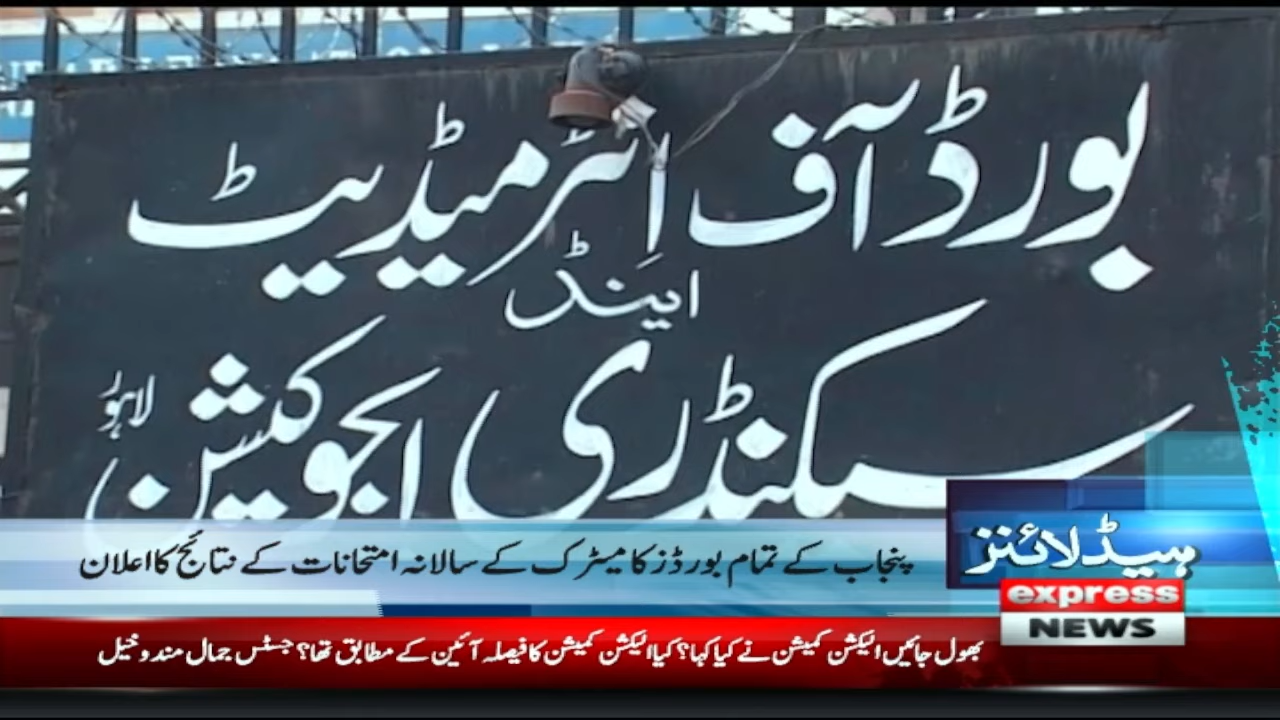 بورڈ آف انٹرمیڈیٹ
اینڈ
سیکنڈری ایجوکیشن لاہور
ہیڈلائنز
پنجاب کے تمام بورڈز کا میٹرک کے سالانہ امتحانات کے نتائج کا اعلان
express
NEWS
بھول جائیں الیکشن کمیشن نے کیا کہا؟ کیا الیکشن کمیشن کا فیصلہ آئین کے مطابق تھا؟ جسٹس جمال مندوخیل